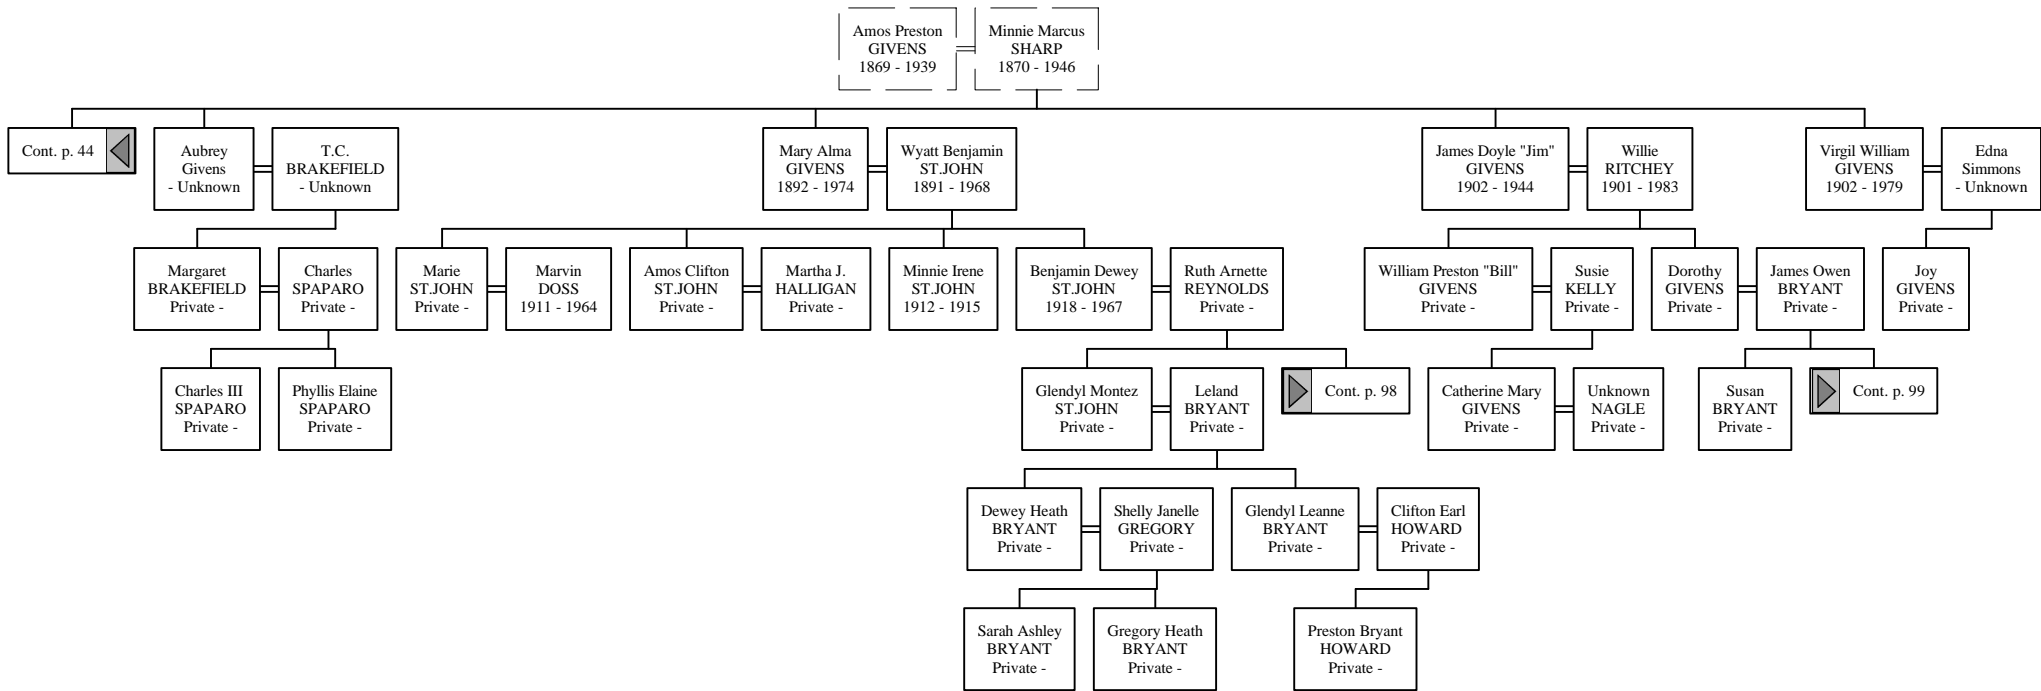 Amos Preston
GIVENS
1869 - 1939
Minnie Marcus
SHARP
1870 - 1946
Cont. p. 44
Aubrey
Givens
- Unknown
T.C.
BRAKEFIELD
- Unknown
Mary Alma
GIVENS
1892 - 1974
Wyatt Benjamin
ST.JOHN
1891 - 1968
James Doyle "Jim"
GIVENS
1902 - 1944
Willie
RITCHEY
1901 - 1983
Virgil William
GIVENS
1902 - 1979
Edna
Simmons
- Unknown
Margaret
BRAKEFIELD
Private -
Charles
SPAPARO
Private -
Marie
ST.JOHN
Private -
Marvin
DOSS
1911 - 1964
Amos Clifton
ST.JOHN
Private -
Martha J.
HALLIGAN
Private -
Minnie Irene
ST.JOHN
1912 - 1915
Benjamin Dewey
ST.JOHN
1918 - 1967
Ruth Arnette
REYNOLDS
Private -
William Preston "Bill"
GIVENS
Private -
Susie
KELLY
Private -
Dorothy
GIVENS
Private -
James Owen
BRYANT
Private -
Joy
GIVENS
Private -
Charles III
SPAPARO
Private -
Phyllis Elaine
SPAPARO
Private -
Glendyl Montez
ST.JOHN
Private -
Leland
BRYANT
Private -
Cont. p. 98
Catherine Mary
GIVENS
Private -
Unknown
NAGLE
Private -
Susan
BRYANT
Private -
Cont. p. 99
Dewey Heath
BRYANT
Private -
Shelly Janelle
GREGORY
Private -
Glendyl Leanne
BRYANT
Private -
Clifton Earl
HOWARD
Private -
Sarah Ashley
BRYANT
Private -
Gregory Heath
BRYANT
Private -
Preston Bryant
HOWARD
Private -